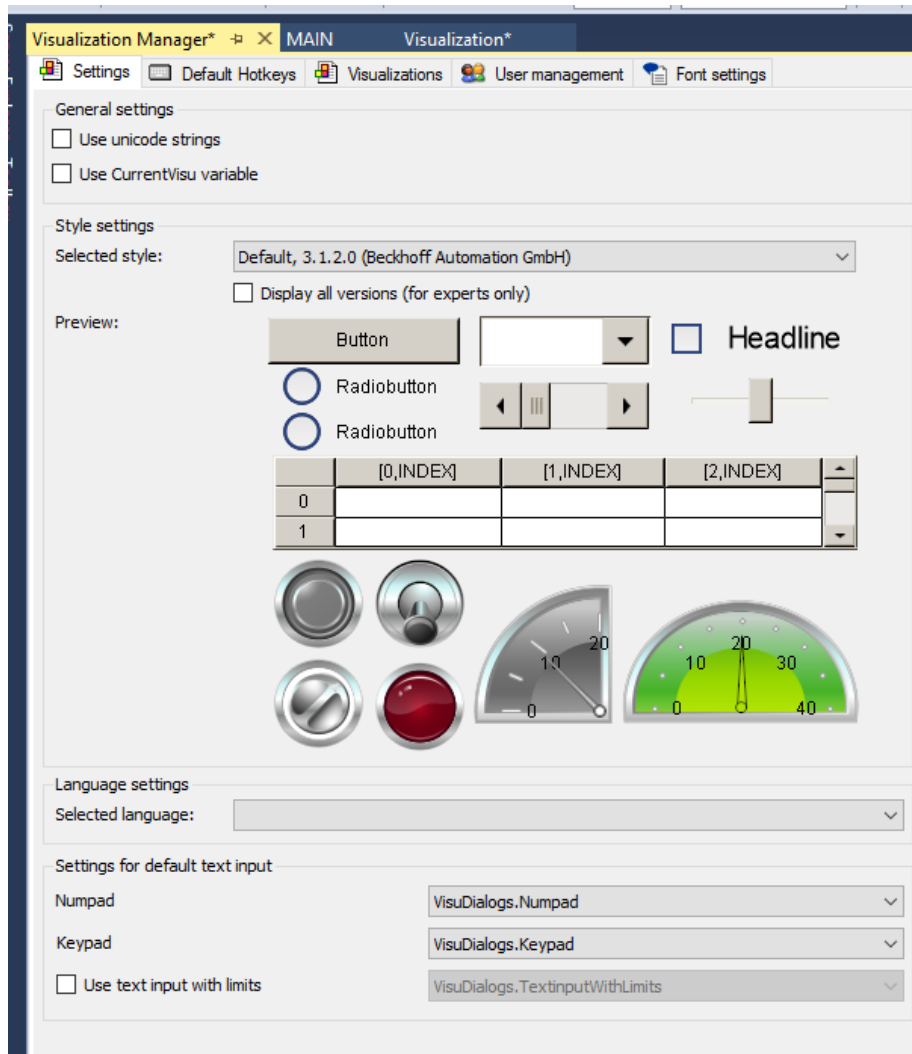 Visualization Manager* MAIN Visualization*
Settings Default Hotkeys Visualizations User management Font settings
General settings
Use unicode strings
Use CurrentVisu variable
Style settings
Selected style: Default, 3.1.2.0 (Beckhoff Automation GmbH)
Display all versions (for experts only)
Preview:
Button Headline
Radiobutton
Radiobutton
[0,INDEX] [1,INDEX] [2,INDEX]
0
1
0 10 20
0 10 20 30 40
Language settings
Selected language:
Settings for default text input
Numpad VisuDialogs.Numpad
Keypad VisuDialogs.Keypad
Use text input with limits VisuDialogs.TextinputWithLimits